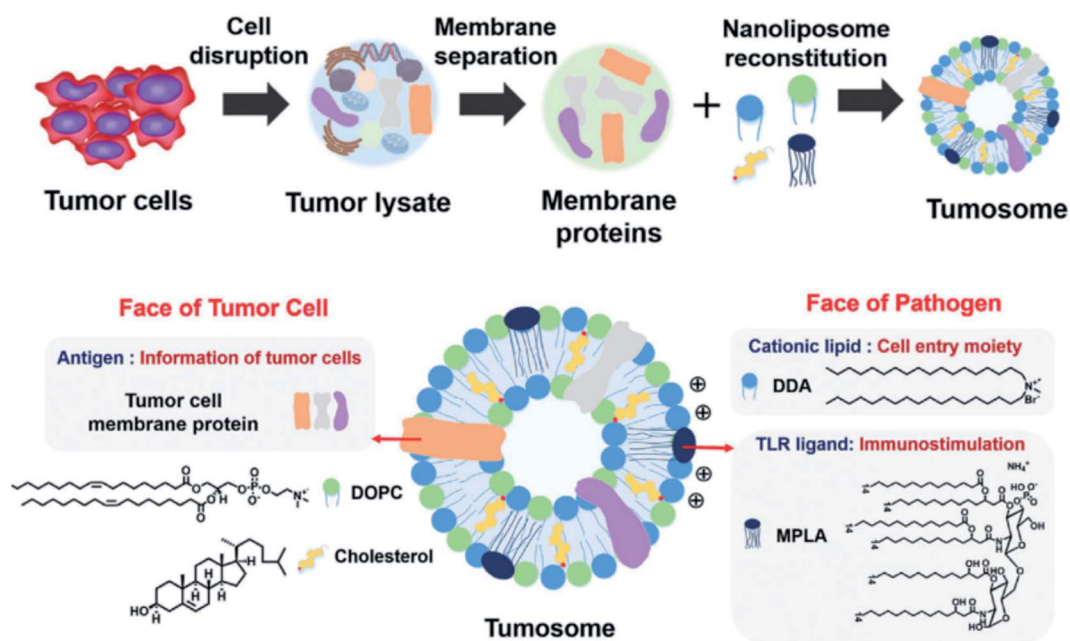 Cell
disruption
Membrane
separation
Nanoliposome
reconstitution
+
Tumor cells
Tumor lysate
Membrane
proteins
Tumosome
Face of Tumor Cell
Antigen : Information of tumor cells
Tumor cell
membrane protein
DOPC
Cholesterol
Tumosome
Face of Pathogen
Cationic lipid : Cell entry moiety
DDA
TLR ligand: Immunostimulation
MPLA